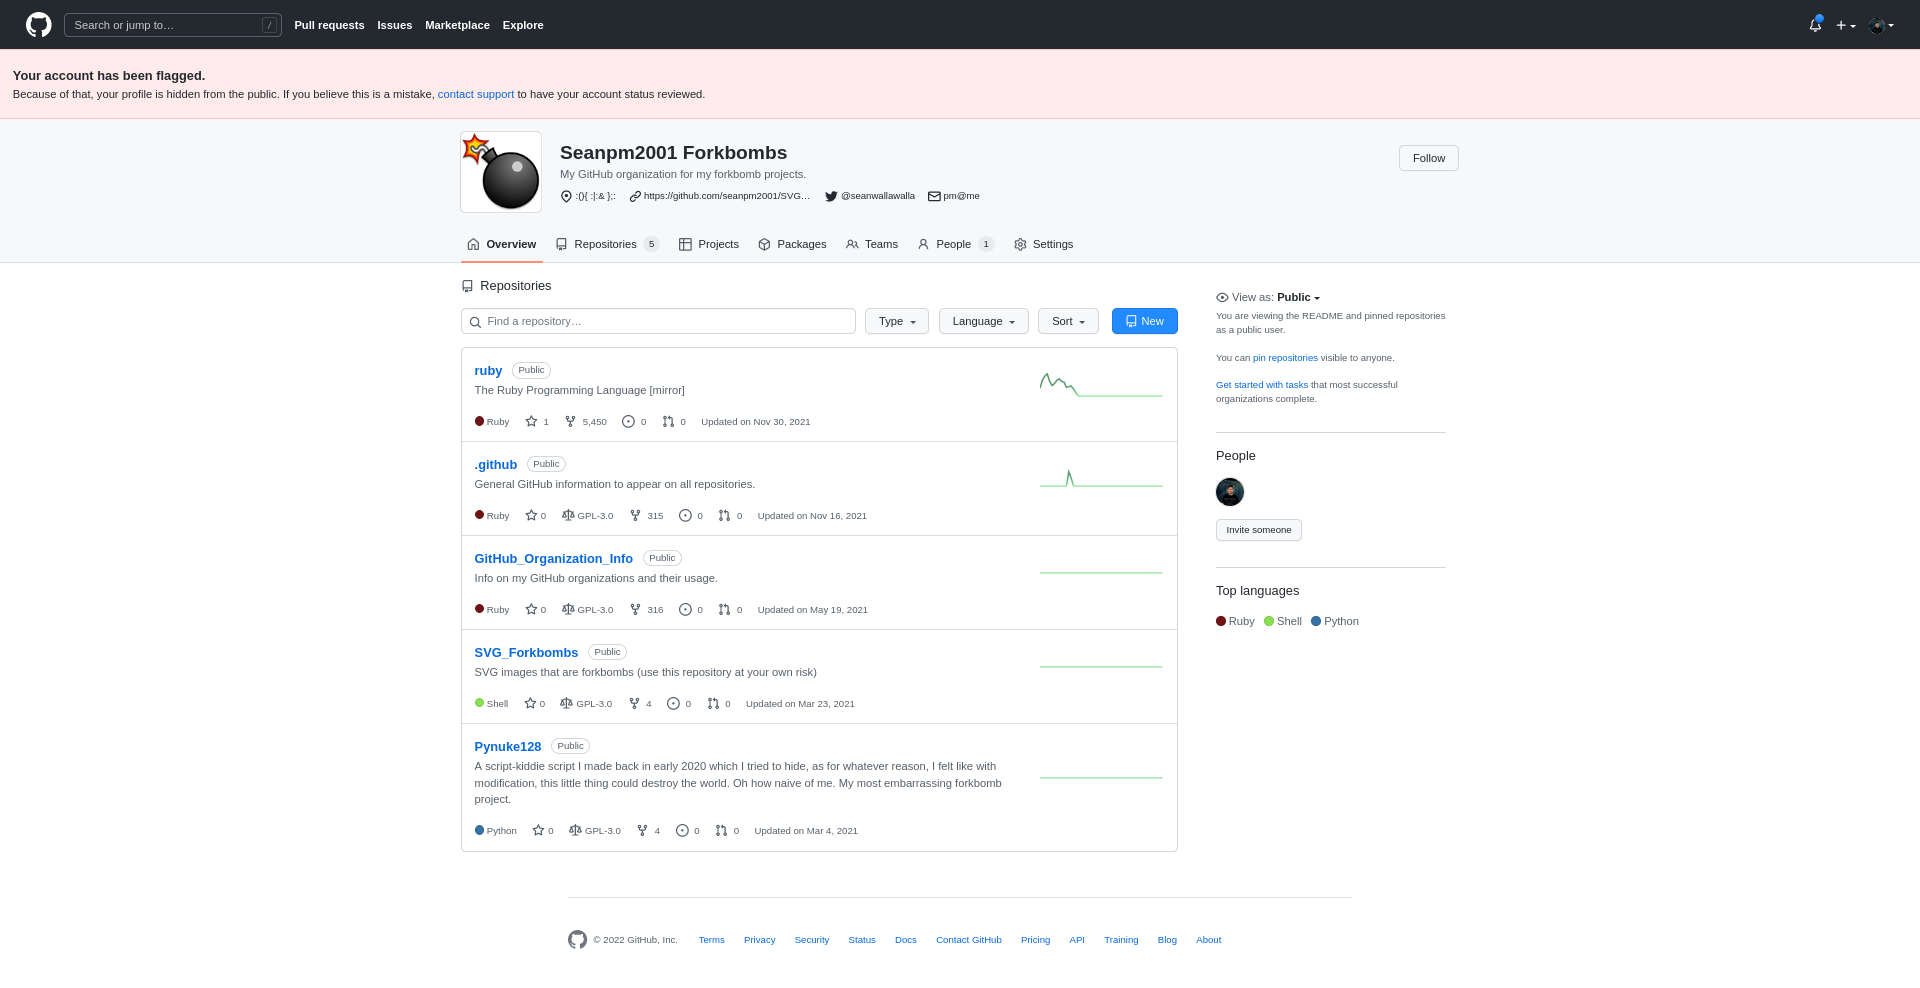 Search or jump to…
/
Pull requests Issues Marketplace Explore
Your account has been flagged.
Because of that, your profile is hidden from the public. If you believe this is a mistake, contact support to have your account status reviewed.
Seanpm2001 Forkbombs
My GitHub organization for my forkbomb projects.
:(){ :|:& };: https://github.com/seanpm2001/SVG… @seanwallawalla pm@me
Follow
Overview Repositories 5 Projects Packages Teams People 1 Settings
Repositories
Find a repository…
Type Language Sort New
ruby Public
The Ruby Programming Language [mirror]
Ruby 1 5,450 0 0 Updated on Nov 30, 2021
.github Public
General GitHub information to appear on all repositories.
Ruby 0 GPL-3.0 315 0 0 Updated on Nov 16, 2021
GitHub_Organization_Info Public
Info on my GitHub organizations and their usage.
Ruby 0 GPL-3.0 316 0 0 Updated on May 19, 2021
SVG_Forkbombs Public
SVG images that are forkbombs (use this repository at your own risk)
Shell 0 GPL-3.0 4 0 0 Updated on Mar 23, 2021
Pynuke128 Public
A script-kiddie script I made back in early 2020 which I tried to hide, as for whatever reason, I felt like with
modification, this little thing could destroy the world. Oh how naive of me. My most embarrassing forkbomb
project.
Python 0 GPL-3.0 4 0 0 Updated on Mar 4, 2021
View as: Public
You are viewing the README and pinned repositories
as a public user.
You can pin repositories visible to anyone.
Get started with tasks that most successful
organizations complete.
People
Invite someone
Top languages
Ruby Shell Python
© 2022 GitHub, Inc. Terms Privacy Security Status Docs Contact GitHub Pricing API Training Blog About